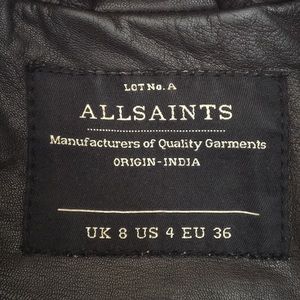 LOT NO. A
ALLSAINTS
Manufacturers of Quality Garments
ORIGIN-INDIA
UK 8 US 4 EU 36